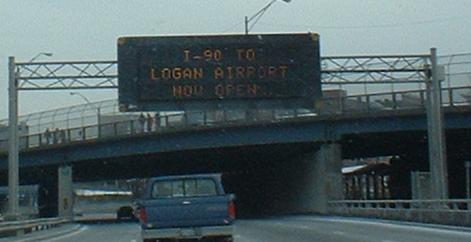 I-90 TO
LOGAN AIRPORT
NOW OPEN...